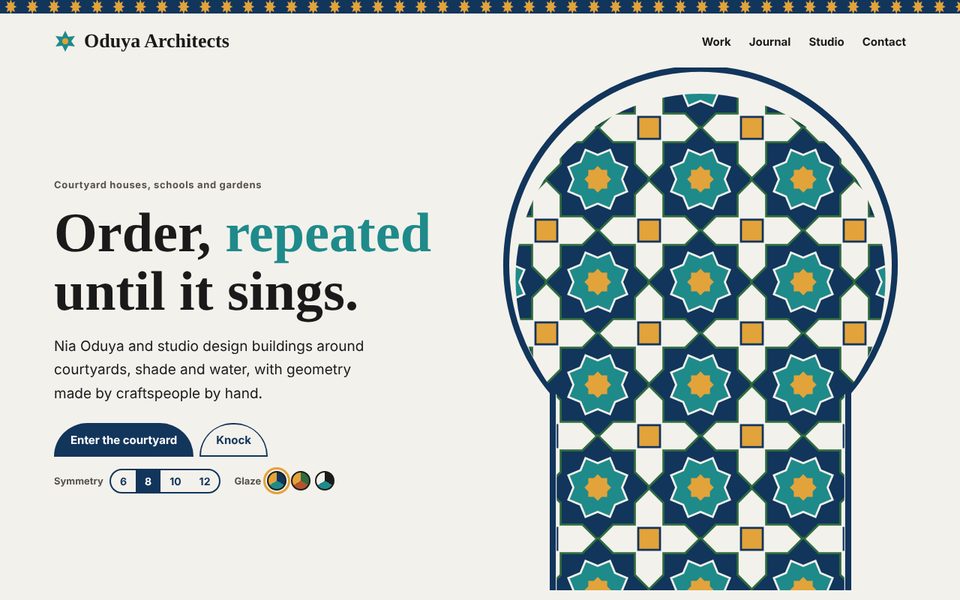 Oduya Architects
Work Journal Studio Contact
Courtyard houses, schools and gardens
Order, repeated
until it sings.
Nia Oduya and studio design buildings around
courtyards, shade and water, with geometry
made by craftspeople by hand.
Enter the courtyard Knock
Symmetry 6 8 10 12 Glaze